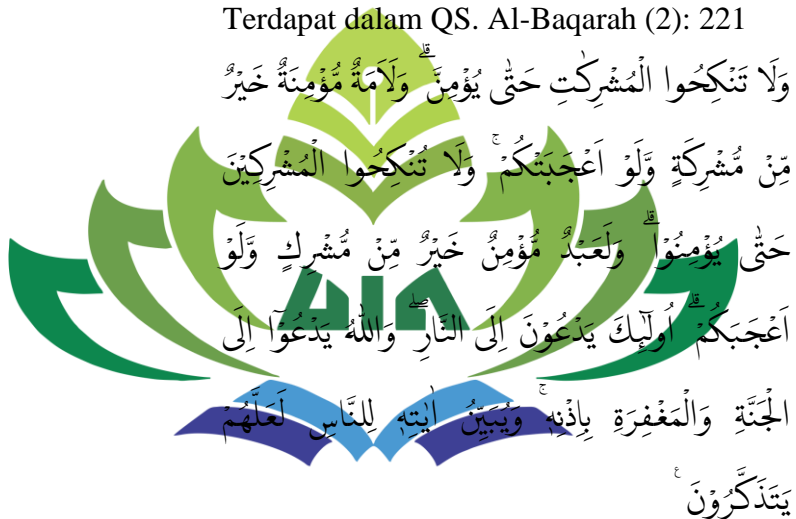 Terdapat dalam QS. Al-Baqarah (2): 221
وَلَا تَنْكِحُوا الْمُشْرِكٰتِ حَتّٰى يُؤْمِنَّ ۗ وَلَاَمَةٌ مُّؤْمِنَةٌ خَيْرٌ
مِّنْ مُّشْرِكَةٍ وَّلَوْ اَعْجَبَتْكُمْ ۚ وَلَا تُنْكِحُوا الْمُشْرِكِيْنَ
حَتّٰى يُؤْمِنُوْا ۗ وَلَعَبْدٌ مُّؤْمِنٌ خَيْرٌ مِّنْ مُّشْرِكٍ وَّلَوْ
اَعْجَبَكُمْ ۗ اُولٰۤىِٕكَ يَدْعُوْنَ اِلَى النَّارِ ۖ وَاللّٰهُ يَدْعُوْٓا اِلَى
الْجَنَّةِ وَالْمَغْفِرَةِ بِاِذْنِهٖ ۚ وَيُبَيِّنُ اٰيٰتِهٖ لِلنَّاسِ لَعَلَّهُمْ
يَتَذَكَّرُوْنَ ࣖ